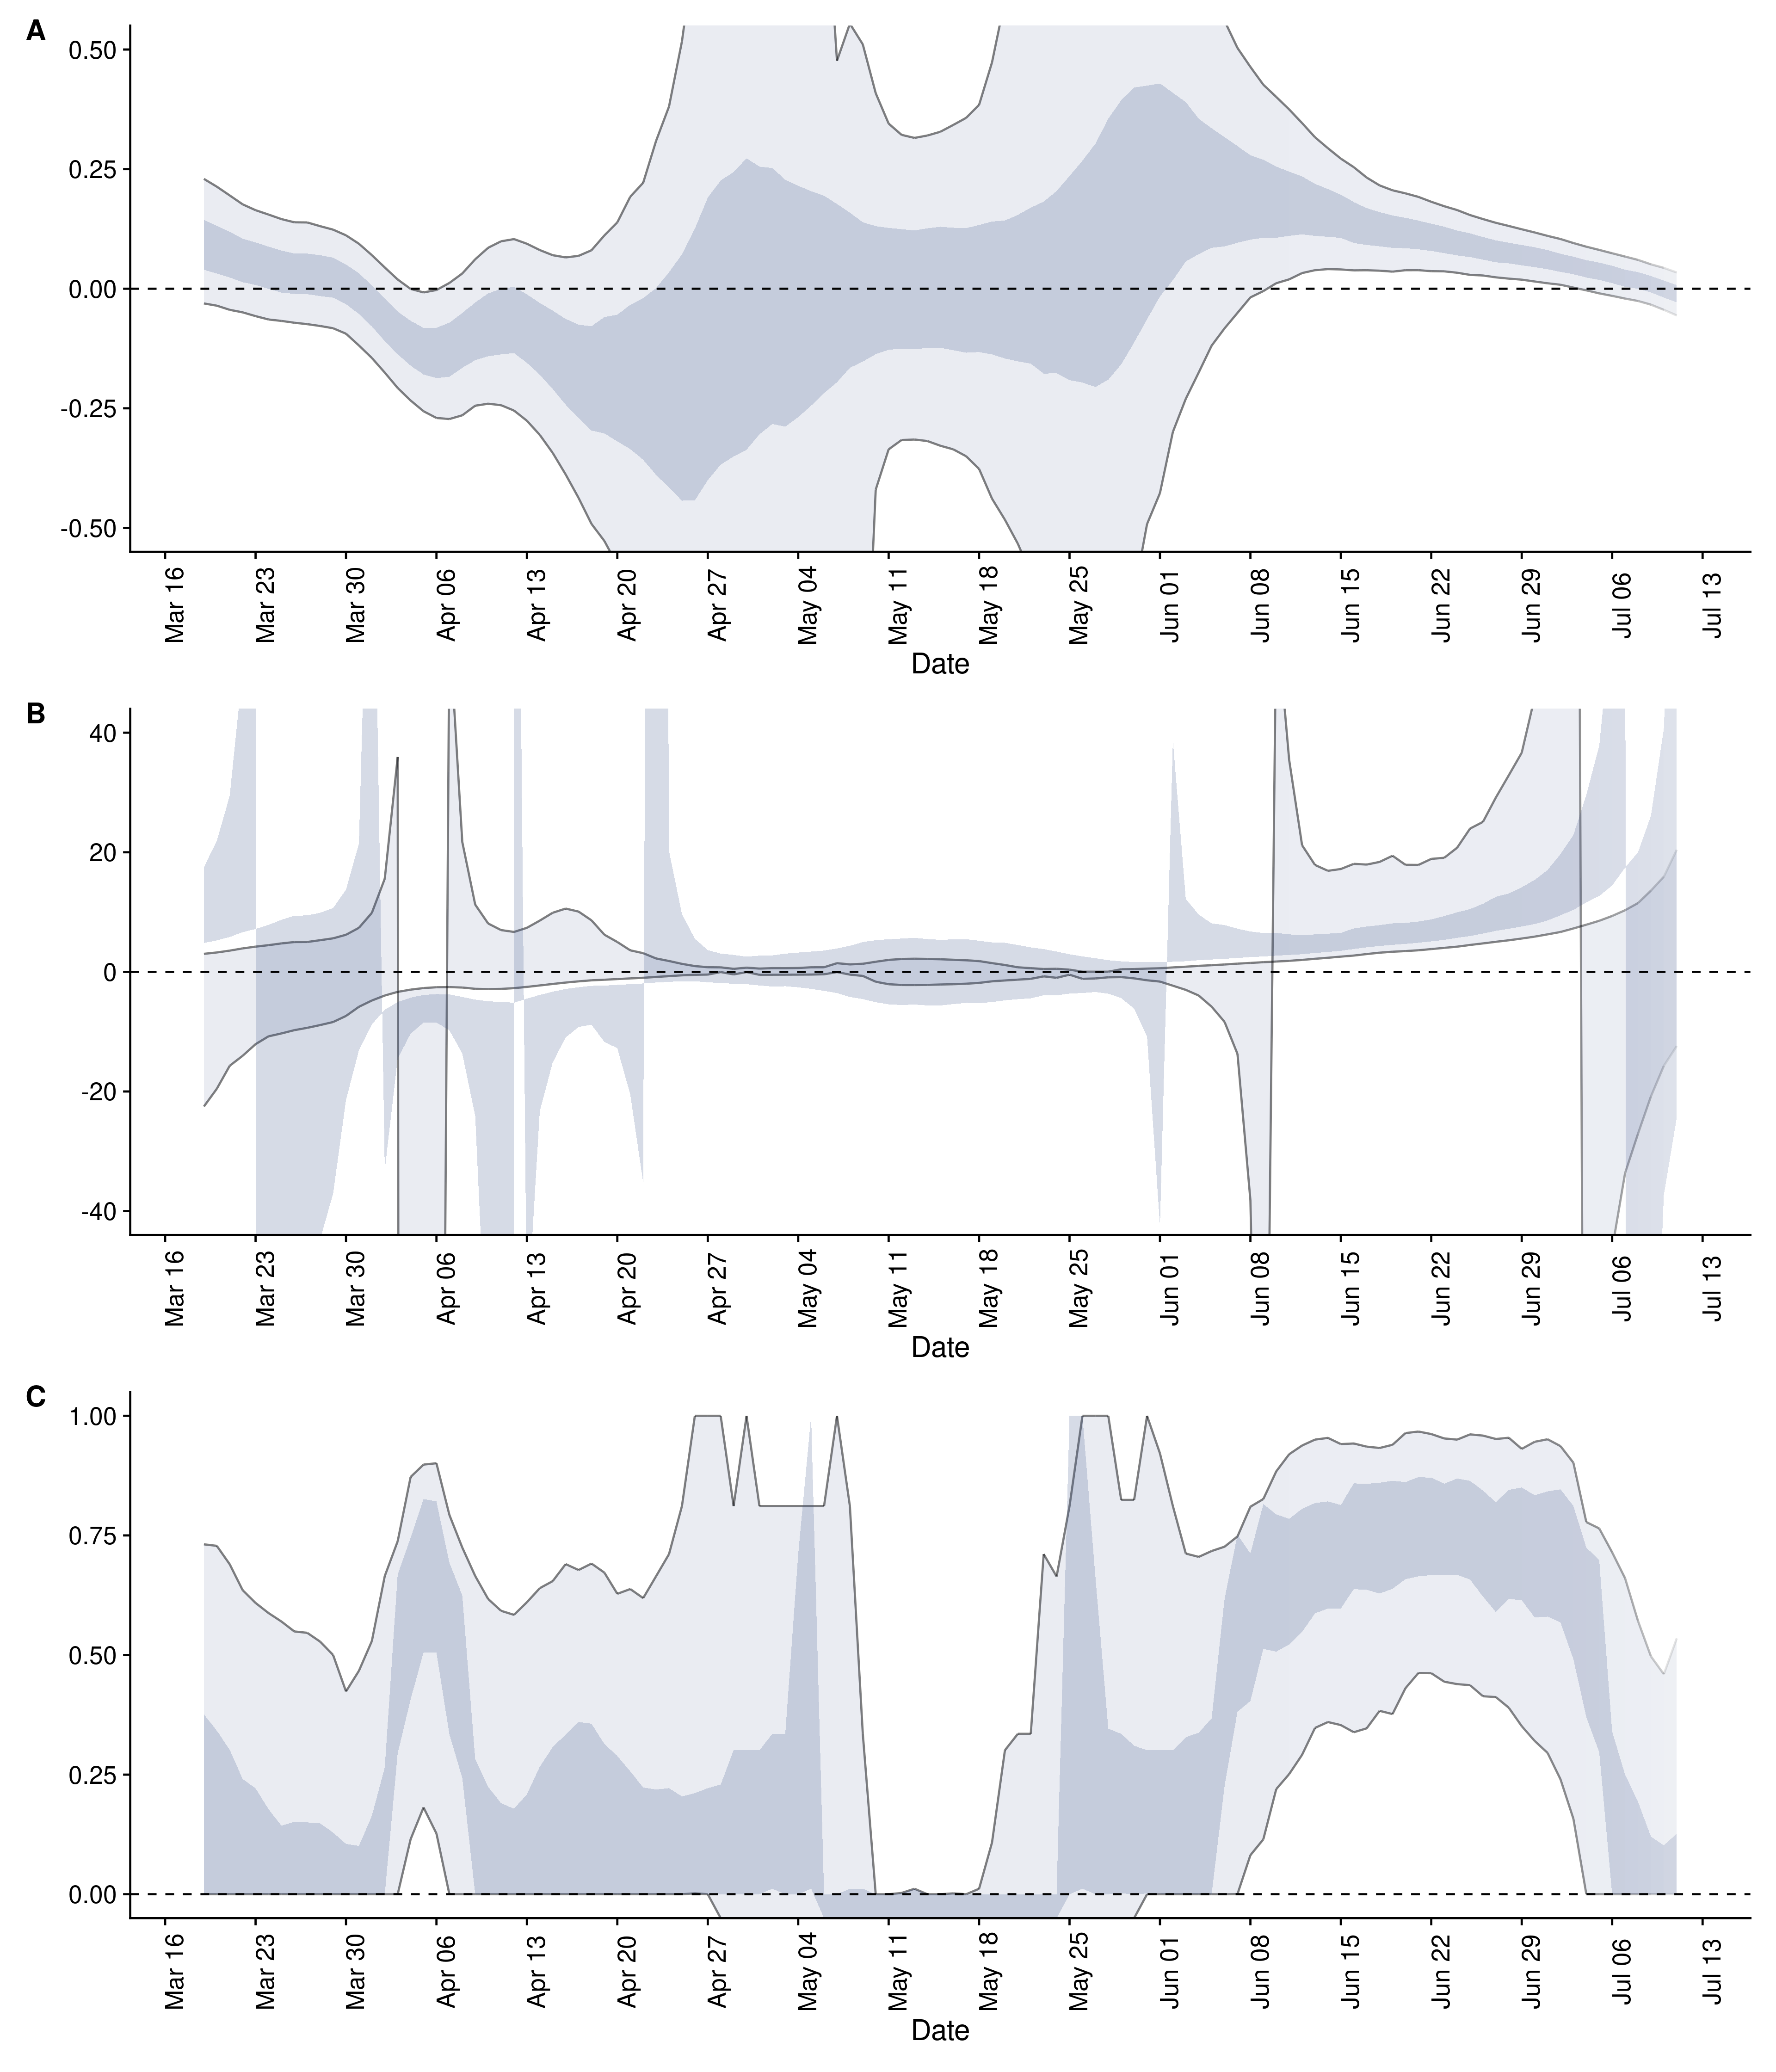 A
0.50
0.25
0.00
-0.25
-0.50
Mar 16
Mar 23
Mar 30
Apr 06
Apr 13
Apr 20
Apr 27
May 04
May 11
May 18
May 25
Jun 01
Jun 08
Jun 15
Jun 22
Jun 29
Jul 06
Jul 13
Date
B
40
20
0
-20
-40
Mar 16
Mar 23
Mar 30
Apr 06
Apr 13
Apr 20
Apr 27
May 04
May 11
May 18
May 25
Jun 01
Jun 08
Jun 15
Jun 22
Jun 29
Jul 06
Jul 13
Date
C
1.00
0.75
0.50
0.25
0.00
Mar 16
Mar 23
Mar 30
Apr 06
Apr 13
Apr 20
Apr 27
May 04
May 11
May 18
May 25
Jun 01
Jun 08
Jun 15
Jun 22
Jun 29
Jul 06
Jul 13
Date